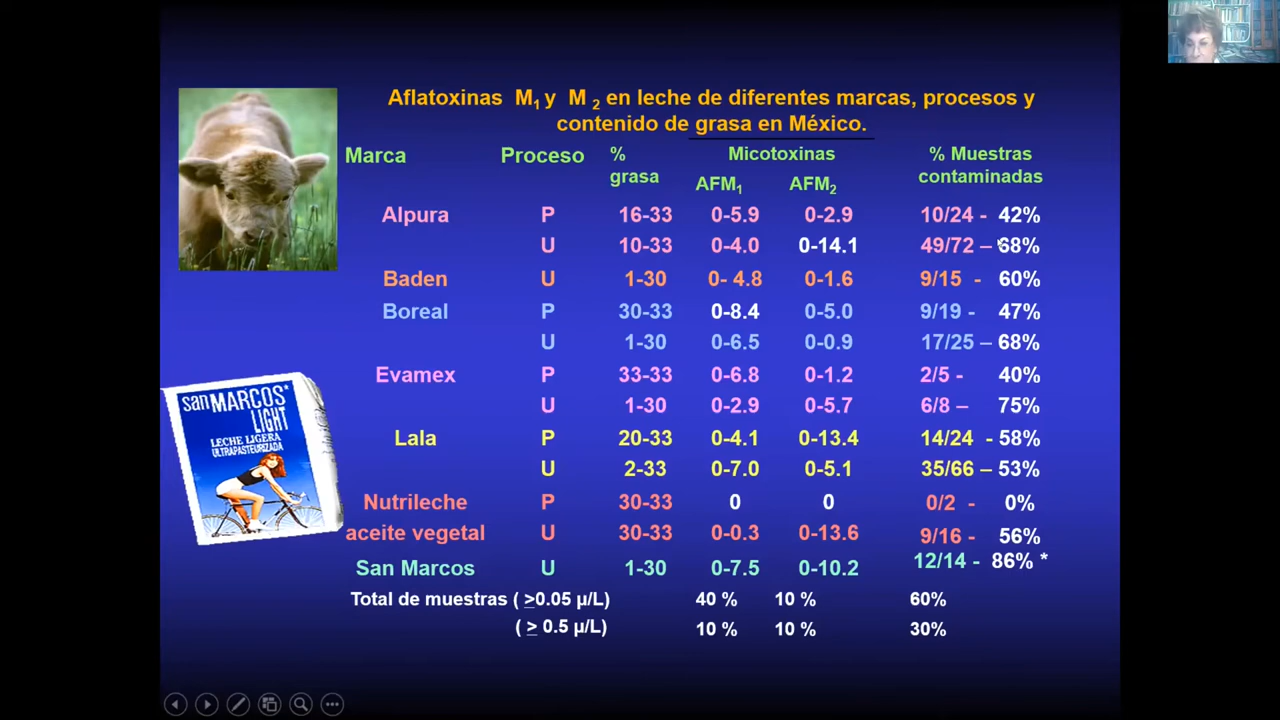 Aflatoxinas M1 y M 2 en leche de diferentes marcas, procesos y
contenido de grasa en México.
Marca Proceso % grasa Micotoxinas % Muestras contaminadas
AFM1 AFM2
Alpura P 16-33 0-5.9 0-2.9 10/24 - 42%
U 10-33 0-4.0 0-14.1 49/72 – 68%
Baden U 1-30 0- 4.8 0-1.6 9/15 - 60%
Boreal P 30-33 0-8.4 0-5.0 9/19 - 47%
U 1-30 0-6.5 0-0.9 17/25 – 68%
Evamex P 33-33 0-6.8 0-1.2 2/5 - 40%
U 1-30 0-2.9 0-5.7 6/8 – 75%
Lala P 20-33 0-4.1 0-13.4 14/24 - 58%
U 2-33 0-7.0 0-5.1 35/66 – 53%
Nutrileche P 30-33 0 0 0/2 - 0%
aceite vegetal U 30-33 0-0.3 0-13.6 9/16 - 56%
San Marcos U 1-30 0-7.5 0-10.2 12/14 - 86% *
Total de muestras ( ≥0.05 µ/L) 40 % 10 % 60%
( ≥ 0.5 µ/L) 10 % 10 % 30%
san MARCOS*
LIGHT
LECHE LIGERA
ULTRAPASTEURIZADA